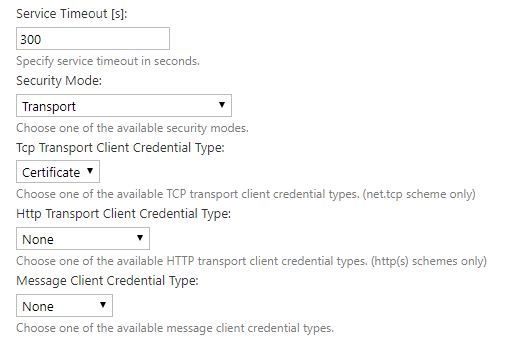 Service Timeout [s]:
300
Specify service timeout in seconds.
Security Mode:
Transport
Choose one of the available security modes.
Tcp Transport Client Credential Type:
Certificate
Choose one of the available TCP transport client credential types. (net.tcp scheme only)
Http Transport Client Credential Type:
None
Choose one of the available HTTP transport client credential types. (http(s) schemes only)
Message Client Credential Type:
None
Choose one of the available message client credential types.